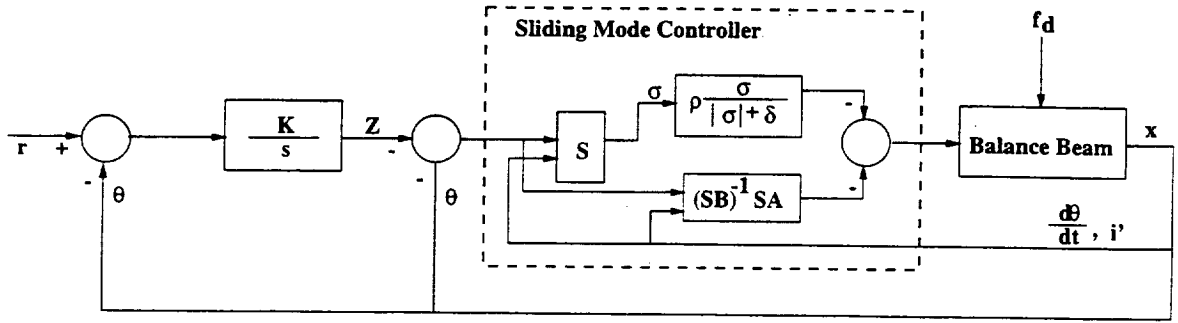 Sliding Mode Controller
f_d
r
+
-
θ
K
s
Z
-
-
θ
S
σ
ρ σ
|σ| + δ
(SB)^-1 SA
-
-
Balance Beam
x
dθ
dt , i'